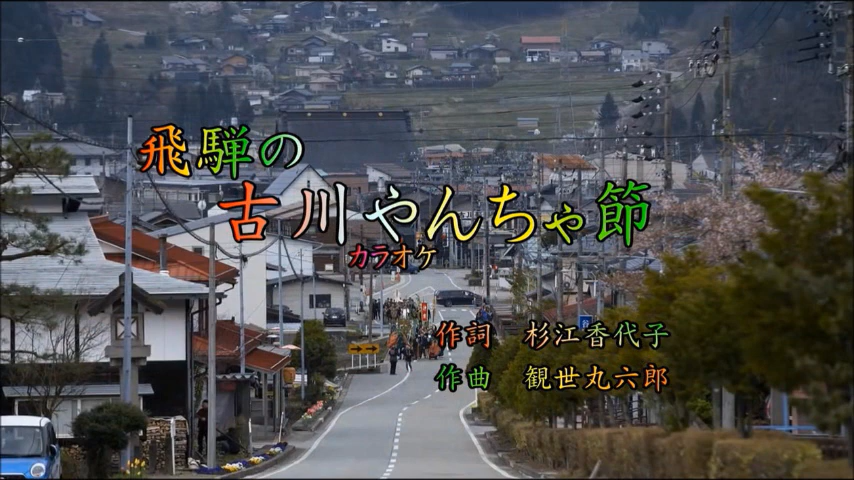 飛騨の
古川やんちゃ節
カラオケ
作詞 杉江香代子
作曲 観世丸六郎